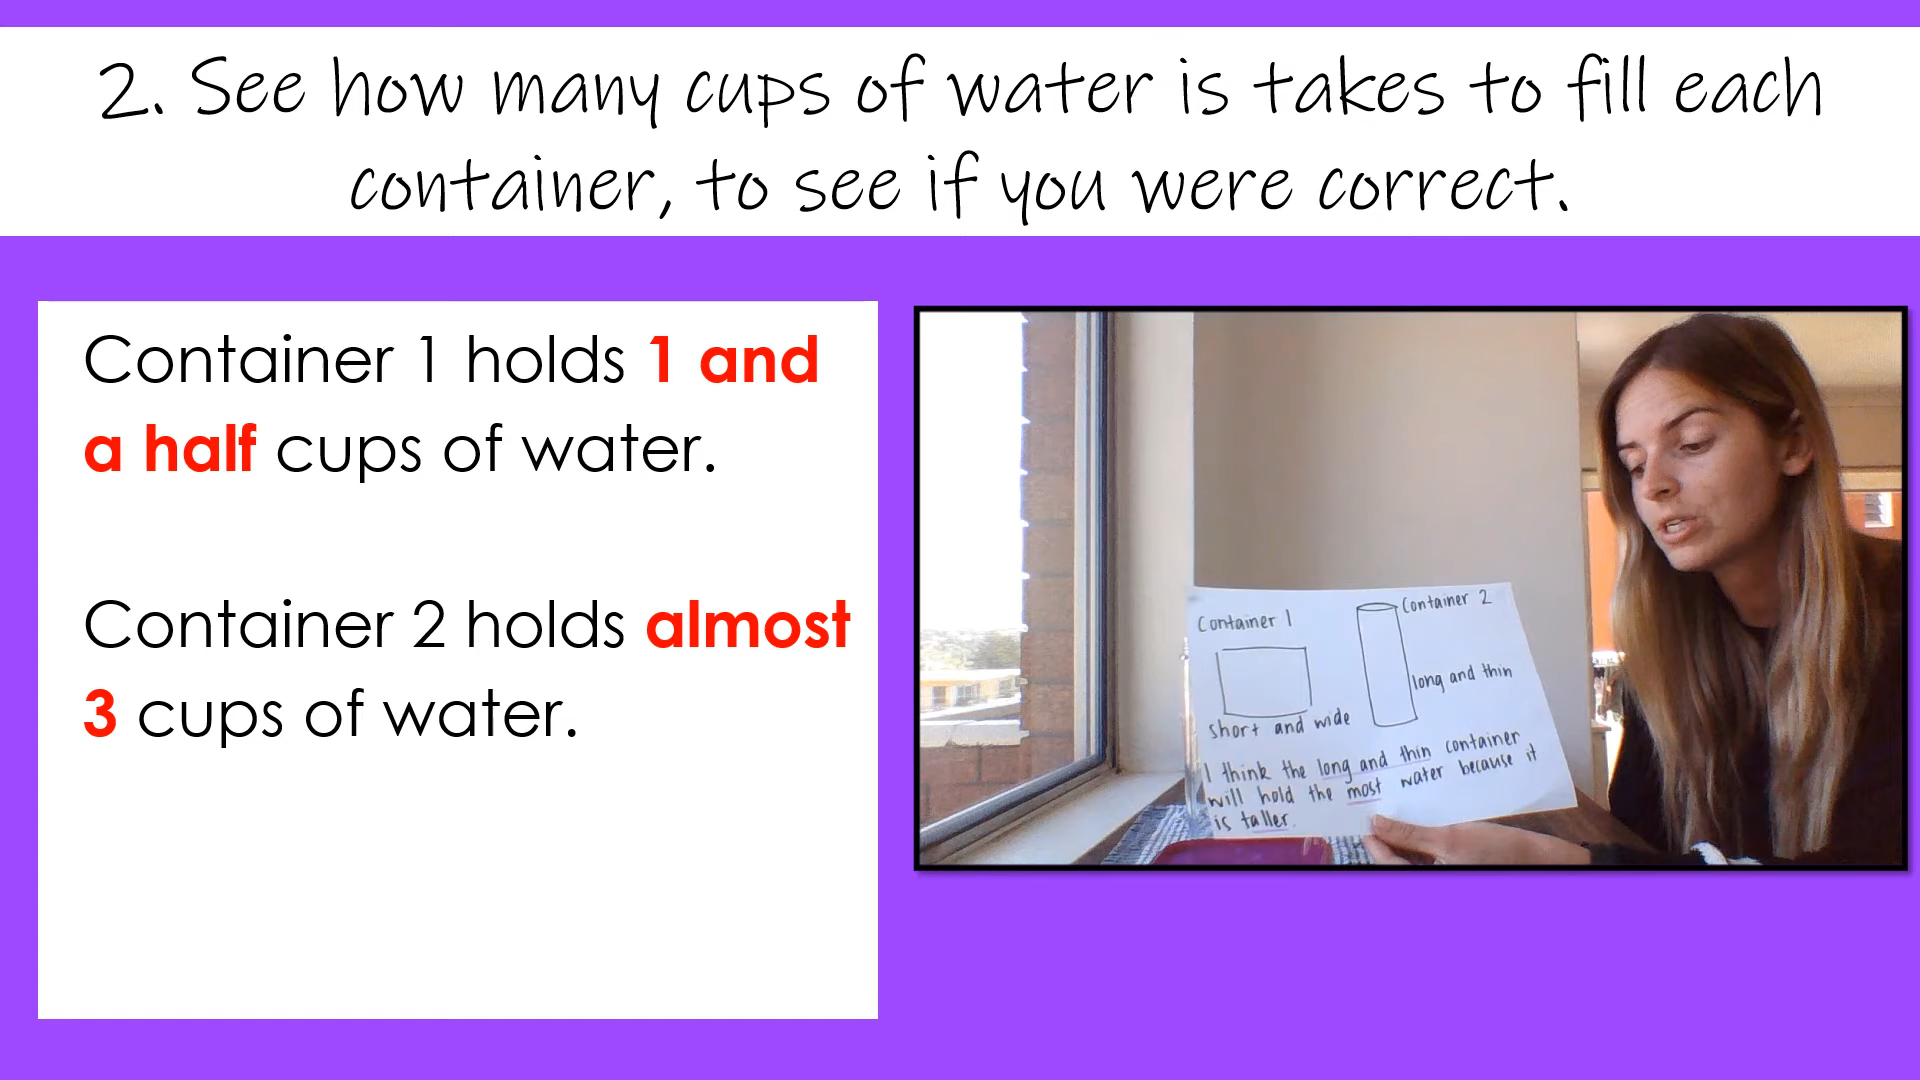 2. See how many cups of water is takes to fill each
container, to see if you were correct.
Container 1 holds 1 and
a half cups of water.
Container 2 holds almost
3 cups of water.
Container 1
Container 2
long and thin
short and wide
I think the long and thin container
will hold the most water because it
is taller.